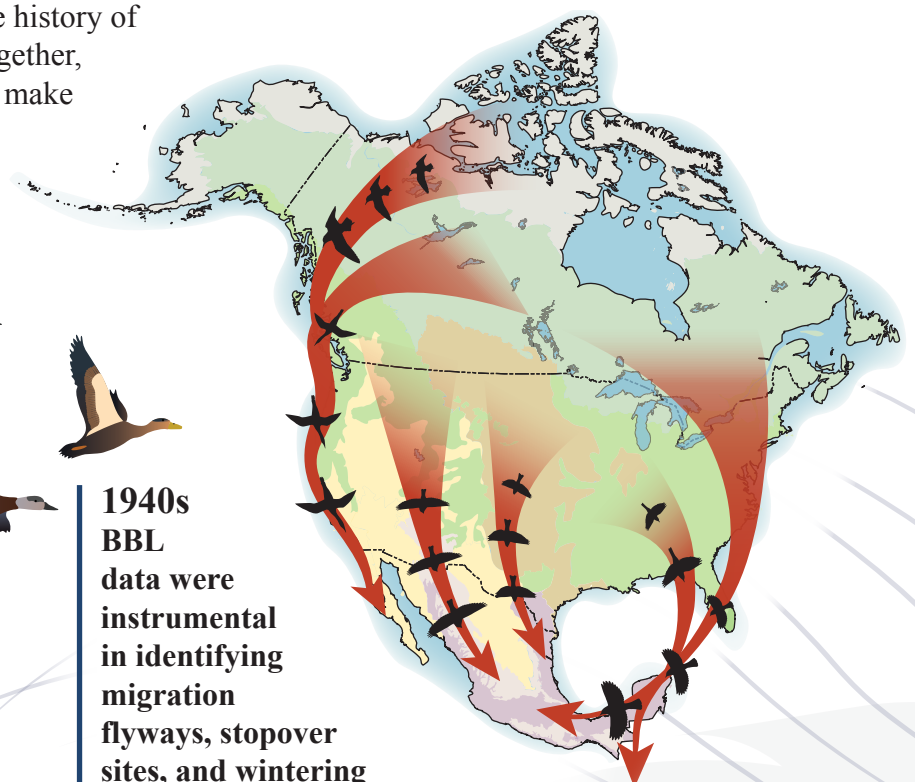 e history of
gether,
make
1940s
BBL
data were
instrumental
in identifying
migration
flyways, stopover
sites, and wintering